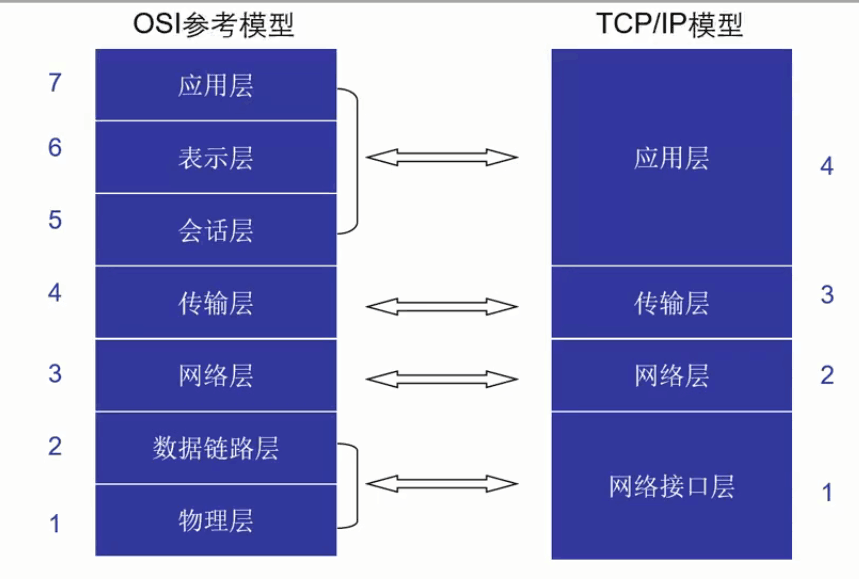 OSI参考模型
TCP/IP模型
7
应用层
6
表示层
5
会话层
4
传输层
3
网络层
2
数据链路层
1
物理层
应用层
4
传输层
3
网络层
2
网络接口层
1